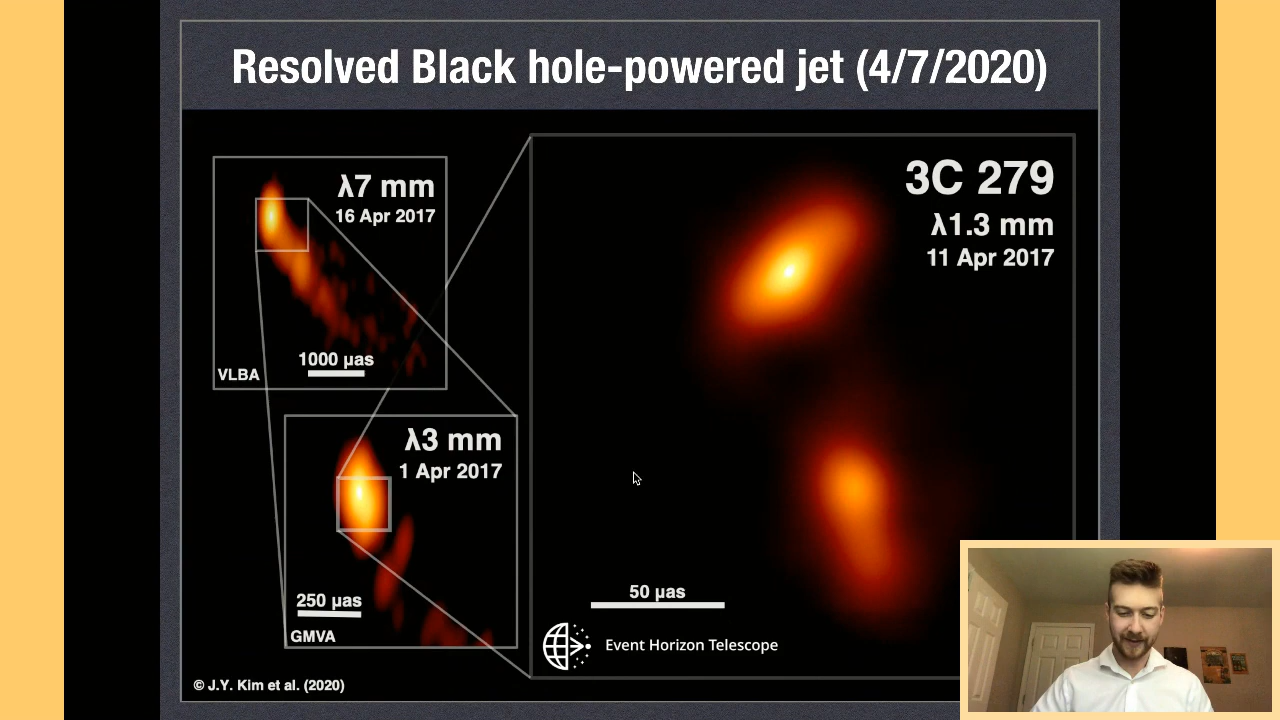 Resolved Black hole-powered jet (4/7/2020)
λ7 mm
16 Apr 2017
1000 µas
VLBA
λ3 mm
1 Apr 2017
250 µas
GMVA
3C 279
λ1.3 mm
11 Apr 2017
50 µas
Event Horizon Telescope
© J.Y. Kim et al. (2020)